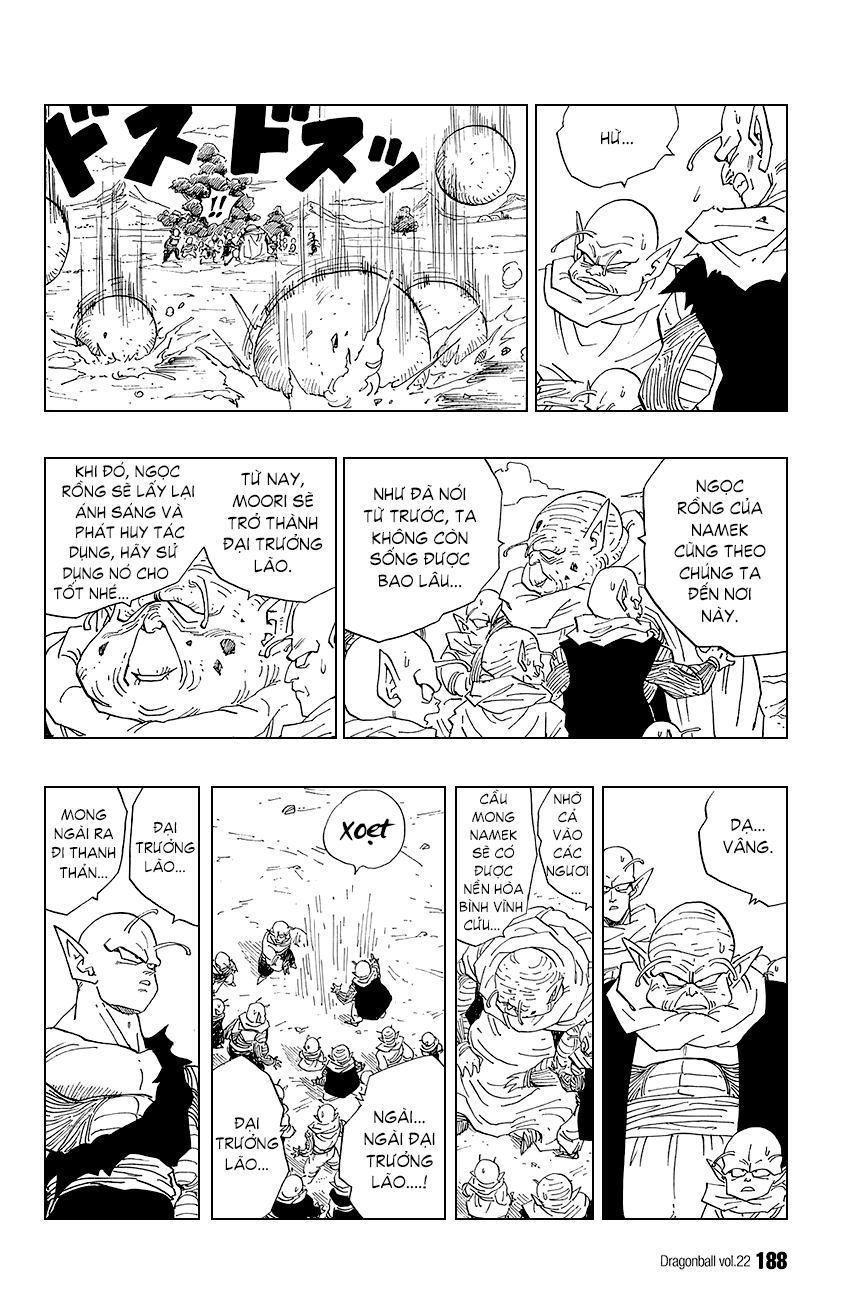 HỪ...
ドスドスッ
!!
NGỌC
RỒNG CỦA
NAMEK
CŨNG THEO
CHÚNG TA
ĐẾN NƠI
NÀY.
NHƯ ĐÃ NÓI
TỪ TRƯỚC, TA
KHÔNG CÒN
SỐNG ĐƯỢC
BAO LÂU...
TỪ NAY,
MOORI SẼ
TRỞ THÀNH
ĐẠI TRƯỞNG
LÃO.
KHI ĐÓ, NGỌC
RỒNG SẼ LẤY LẠI
ÁNH SÁNG VÀ
PHÁT HUY TÁC
DỤNG, HÃY SỬ
DỤNG NÓ CHO
TỐT NHÉ...
DẠ...
VÂNG.
NHỜ
CẢ
VÀO
CÁC
NGƯƠI
...
CẦU
MONG
NAMEK
SẼ CÓ
ĐƯỢC
NỀN HÒA
BÌNH VĨNH
CỬU...
XOẸT
NGÀI...
NGÀI ĐẠI
TRƯỞNG
LÃO....!
ĐẠI
TRƯỞNG
LÃO...
ĐẠI
TRƯỞNG
LÃO...
MONG
NGÀI RA
ĐI THANH
THẢN...
Dragonball vol.22 188